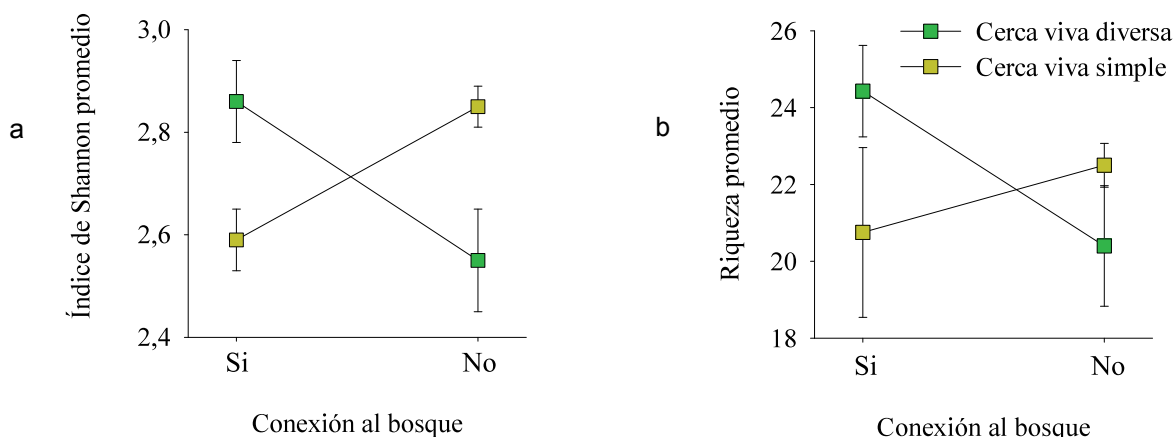 a
Índice de Shannon promedio
3,0
2,8
2,6
2,4
Si
No
Conexión al bosque
b
Riqueza promedio
26
24
22
20
18
Si
No
Conexión al bosque
Cerca viva diversa
Cerca viva simple